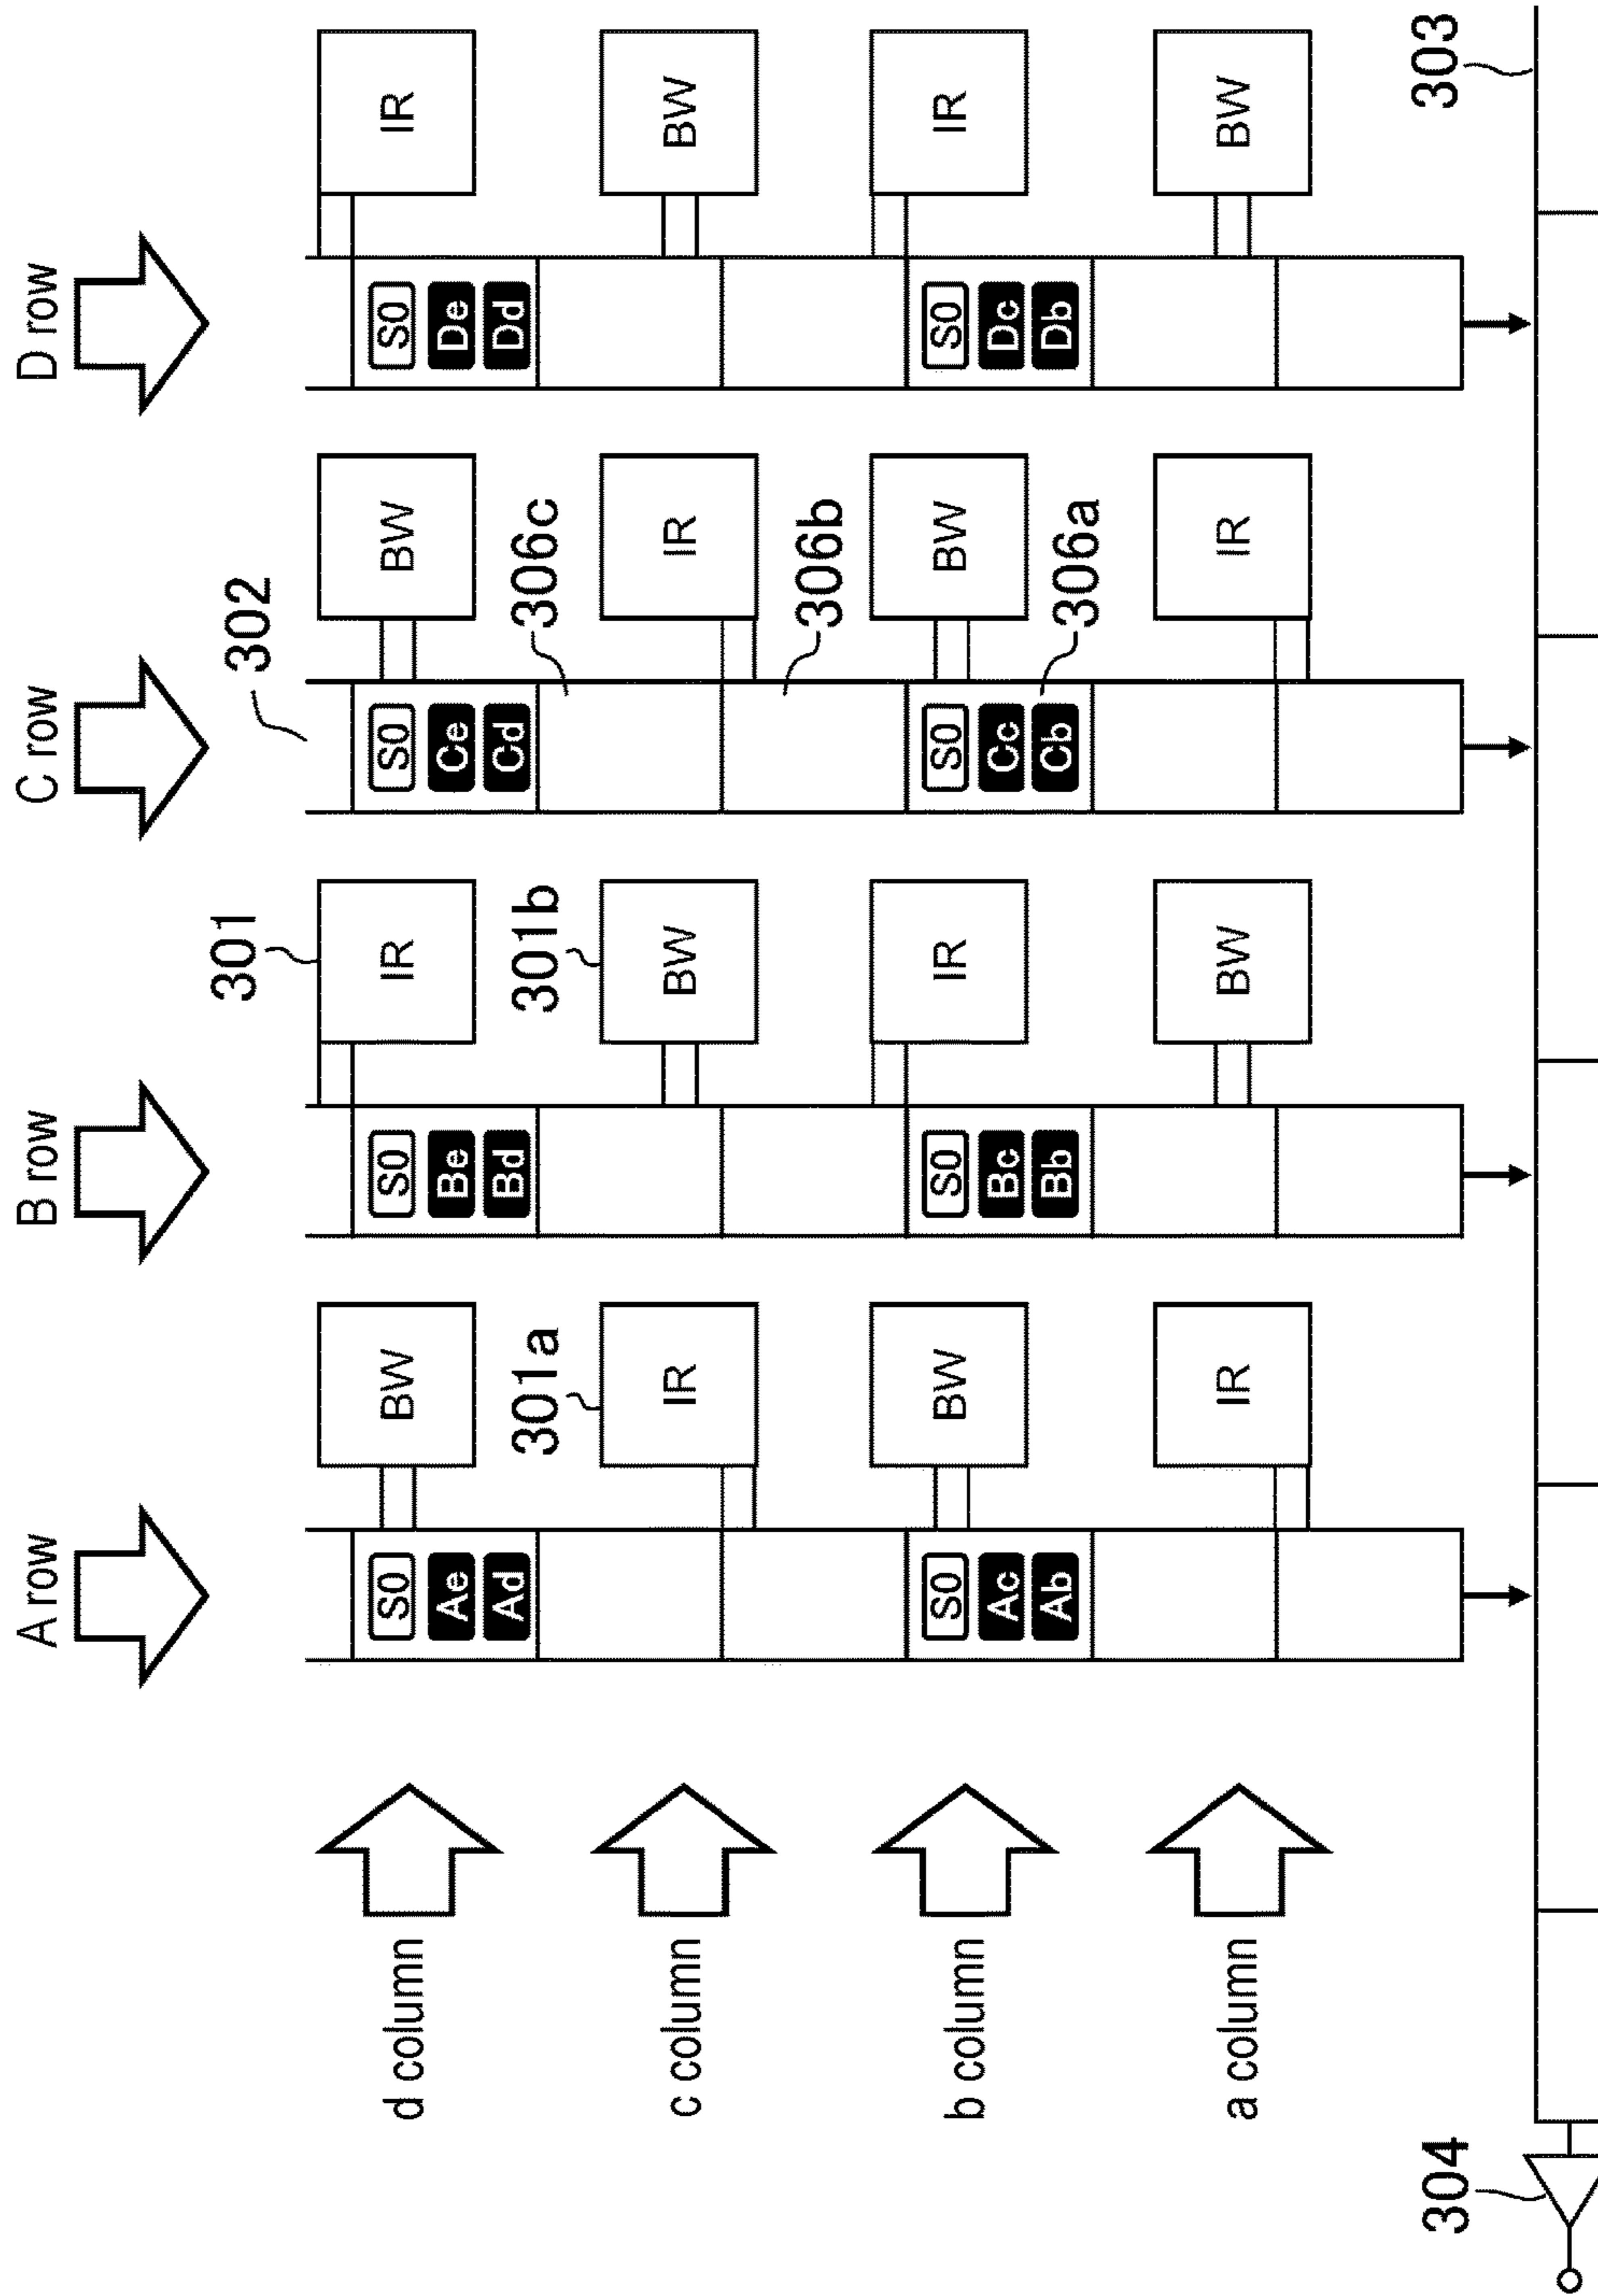 A row B row C row D row
301 302
d column S0 BW S0 IR S0 BW S0 IR
Ae Be Ce De
Ad Bd Cd Dd
301a 301b 306c
c column IR BW IR BW
306b
b column S0 BW S0 IR S0 BW S0 IR
Ac Bc Cc Dc
Ab Bb Cb Db
306a
a column IR BW IR BW
304 303